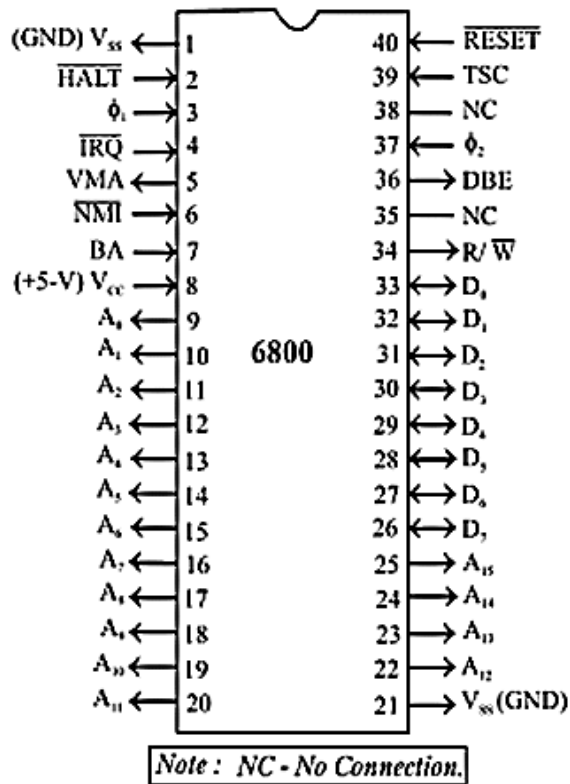 (GND) Vss 1 40 RESET
HALT 2 39 TSC
ϕ₁ 3 38 NC
IRQ 4 37 ϕ₂
VMA 5 36 DBE
NMI 6 35 NC
BA 7 34 R/W
(+5-V) Vcc 8 33 D₀
A₀ 9 32 D₁
A₁ 10 6800 31 D₂
A₂ 11 30 D₃
A₃ 12 29 D₄
A₄ 13 28 D₅
A₅ 14 27 D₆
A₆ 15 26 D₇
A₇ 16 25 A₁₅
A₈ 17 24 A₁₄
A₉ 18 23 A₁₃
A₁₀ 19 22 A₁₂
A₁₁ 20 21 Vss (GND)
Note : NC - No Connection.